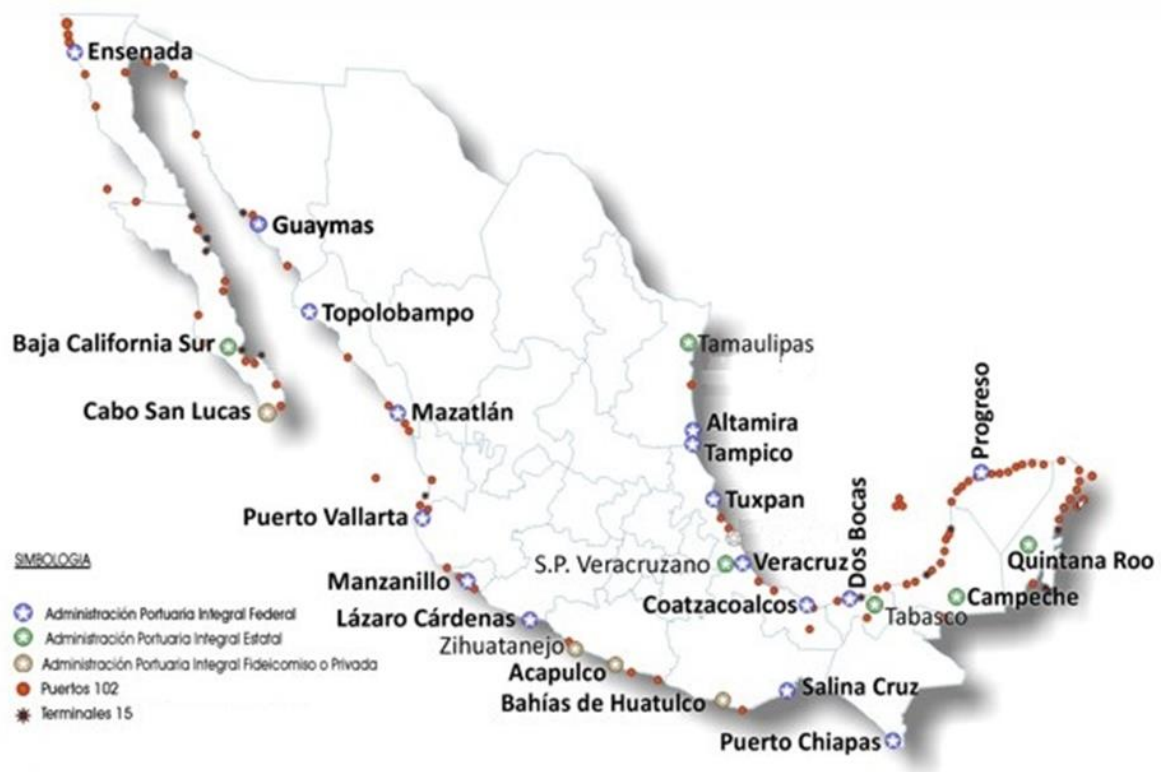 Ensenada
Guaymas
Topolobampo
Baja California Sur
Tamaulipas
Cabo San Lucas
Mazatlán
Altamira
Tampico
Progreso
Tuxpan
Puerto Vallarta
Dos Bocas
S.P. Veracruzano
Veracruz
Quintana Roo
Manzanillo
Coatzacoalcos
Campeche
Lázaro Cárdenas
Tabasco
Zihuatanejo
Acapulco
Salina Cruz
Bahías de Huatulco
Puerto Chiapas
SIMBOLOGIA
Administración Portuaria Integral Federal
Administración Portuaria Integral Estatal
Administración Portuaria Integral Fideicomiso o Privada
Puertos 102
Terminales 15